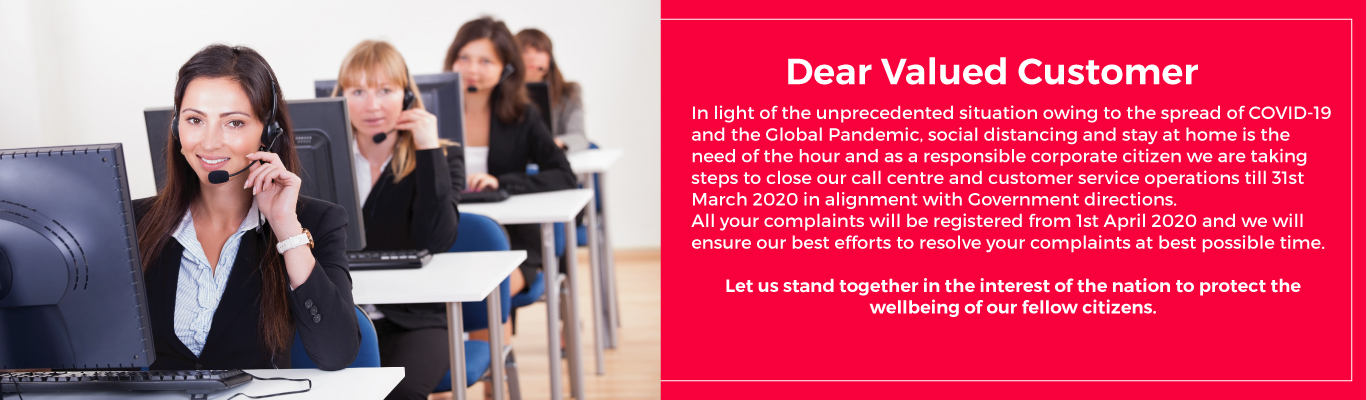 Dear Valued Customer
In light of the unprecedented situation owing to the spread of COVID-19
and the Global Pandemic, social distancing and stay at home is the
need of the hour and as a responsible corporate citizen we are taking
steps to close our call centre and customer service operations till 31st
March 2020 in alignment with Government directions.
All your complaints will be registered from 1st April 2020 and we will
ensure our best efforts to resolve your complaints at best possible time.
Let us stand together in the interest of the nation to protect the
wellbeing of our fellow citizens.